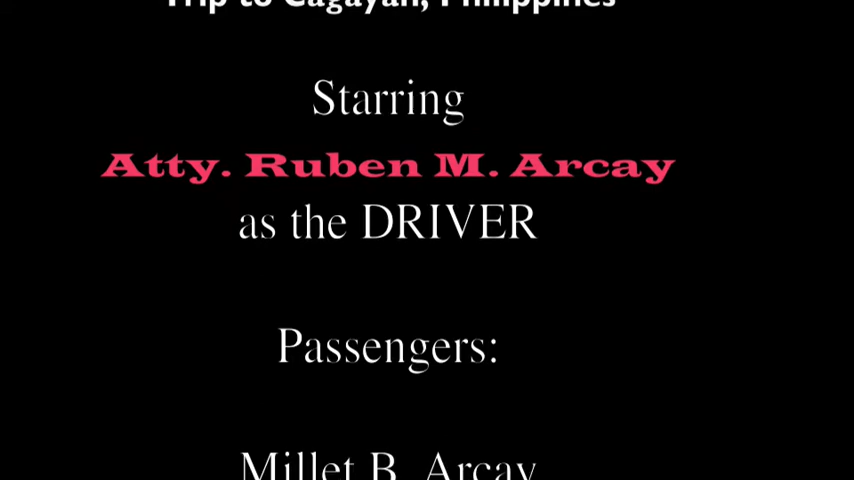 Trip to Cagayan, Philippines
Starring
Atty. Ruben M. Arcay
as the DRIVER
Passengers:
Millet B. Arcay